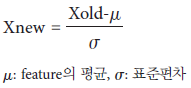 Xnew = Xold-μ / σ
μ: feature의 평균, σ: 표준편차